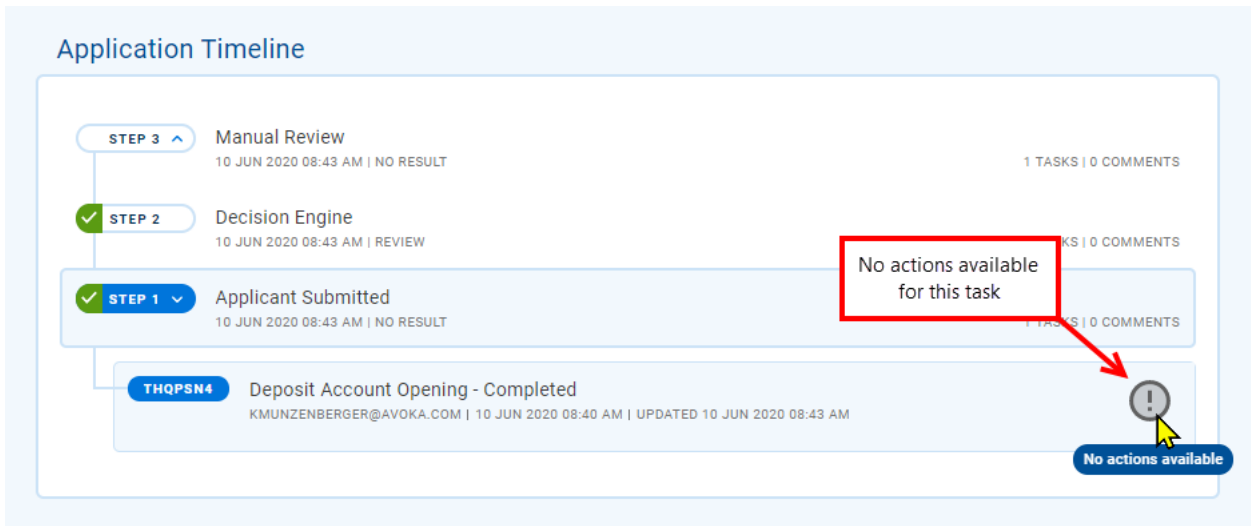 Application Timeline
STEP 3 Manual Review
10 JUN 2020 08:43 AM | NO RESULT 1 TASKS | 0 COMMENTS
STEP 2 Decision Engine
10 JUN 2020 08:43 AM | REVIEW KS | 0 COMMENTS
No actions available
for this task
STEP 1 Applicant Submitted
10 JUN 2020 08:43 AM | NO RESULT 1 TASKS | 0 COMMENTS
THQPSN4 Deposit Account Opening - Completed
KMUNZENBERGER@AVOKA.COM | 10 JUN 2020 08:40 AM | UPDATED 10 JUN 2020 08:43 AM
No actions available